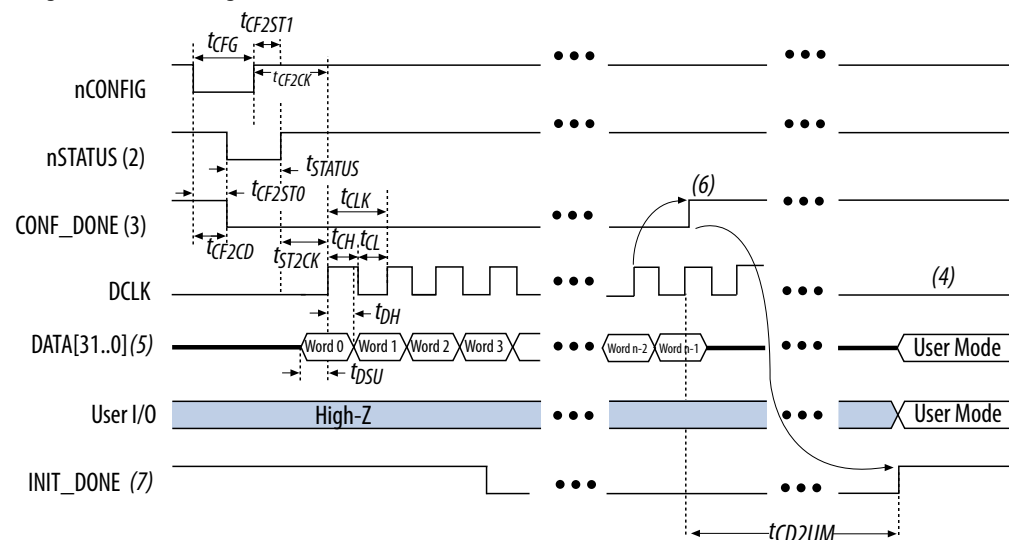 tCF2ST1
tCFG
tCF2CK
nCONFIG
nSTATUS (2)
tSTATUS
tCF2ST0
tCLK
(6)
CONF_DONE (3)
tCF2CD
tST2CK
tCH
tCL
DCLK
(4)
tDH
DATA[31..0](5)
Word 0
Word 1
Word 2
Word 3
Word n-2
Word n-1
User Mode
tDSU
User I/O
High-Z
User Mode
INIT_DONE (7)
tCD2UM